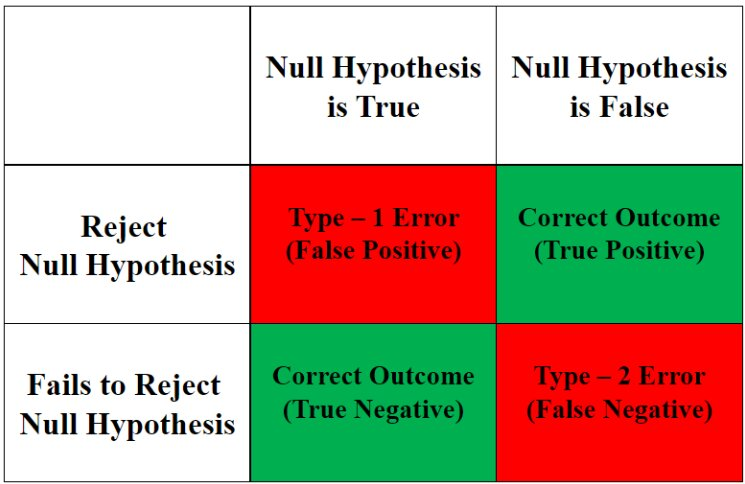 Null Hypothesis
is True
Null Hypothesis
is False
Reject
Null Hypothesis
Type – 1 Error
(False Positive)
Correct Outcome
(True Positive)
Fails to Reject
Null Hypothesis
Correct Outcome
(True Negative)
Type – 2 Error
(False Negative)